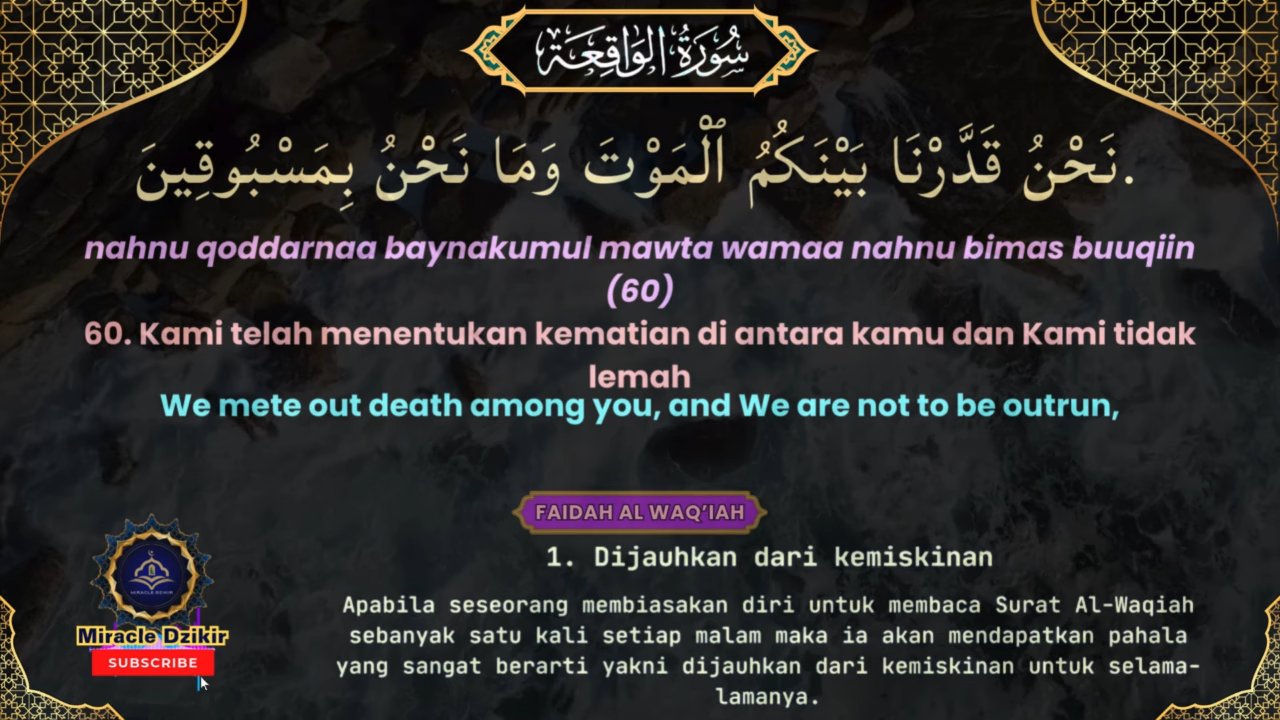 سُورَةُ الوَاقِعَة
نَحْنُ قَدَّرْنَا بَيْنَكُمُ ٱلْمَوْتَ وَمَا نَحْنُ بِمَسْبُوقِينَ.
nahnu qoddarnaa baynakumul mawta wamaa nahnu bimas buuqiin
(60)
60. Kami telah menentukan kematian di antara kamu dan Kami tidak
lemah
We mete out death among you, and We are not to be outrun,
FAIDAH AL WAQ'IAH
1. Dijauhkan dari kemiskinan
Apabila seseorang membiasakan diri untuk membaca Surat Al-Waqiah
sebanyak satu kali setiap malam maka ia akan mendapatkan pahala
yang sangat berarti yakni dijauhkan dari kemiskinan untuk selama-
lamanya.
MIRACLE DZIKIR
Miracle Dzikir
SUBSCRIBE